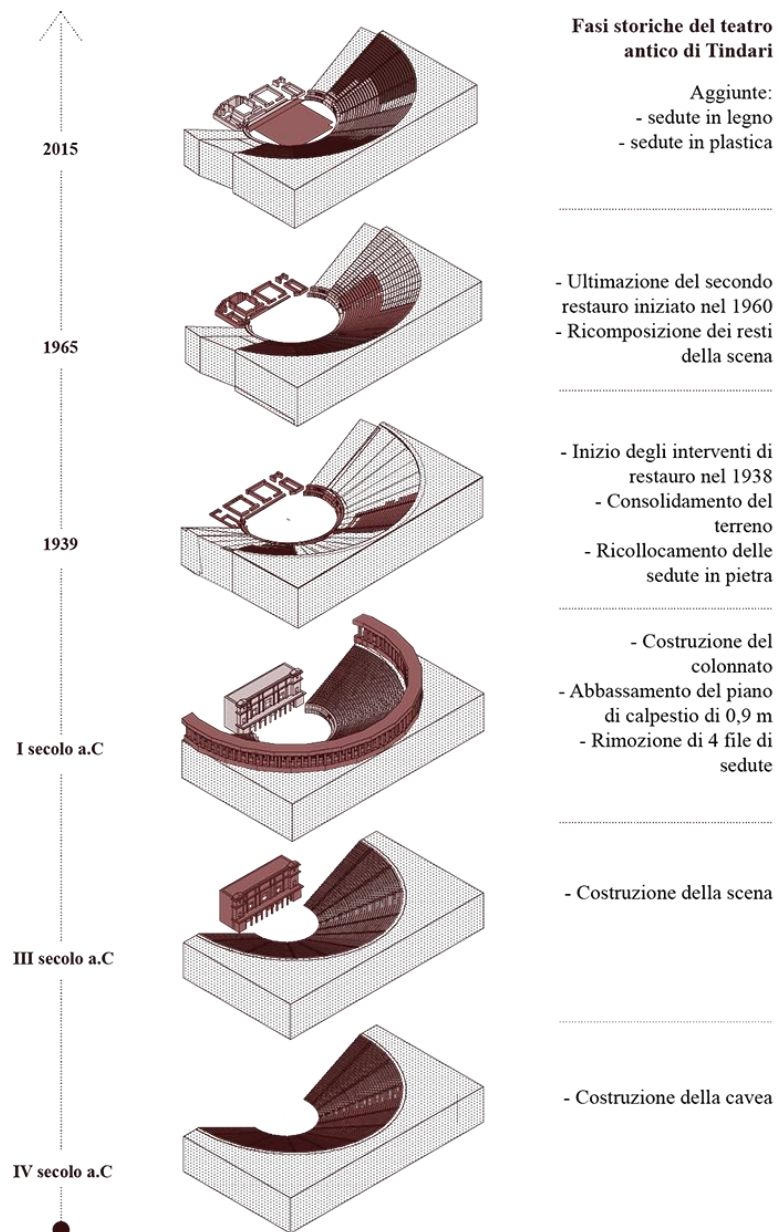 Fasi storiche del teatro
antico di Tindari
Aggiunte:
- sedute in legno
- sedute in plastica
2015
- Ultimazione del secondo
restauro iniziato nel 1960
- Ricomposizione dei resti
della scena
1965
- Inizio degli interventi di
restauro nel 1938
- Consolidamento del
terreno
- Ricollocamento delle
sedute in pietra
1939
- Costruzione del
colonnato
- Abbassamento del piano
di calpestio di 0,9 m
- Rimozione di 4 file di
sedute
I secolo a.C
- Costruzione della scena
III secolo a.C
- Costruzione della cavea
IV secolo a.C